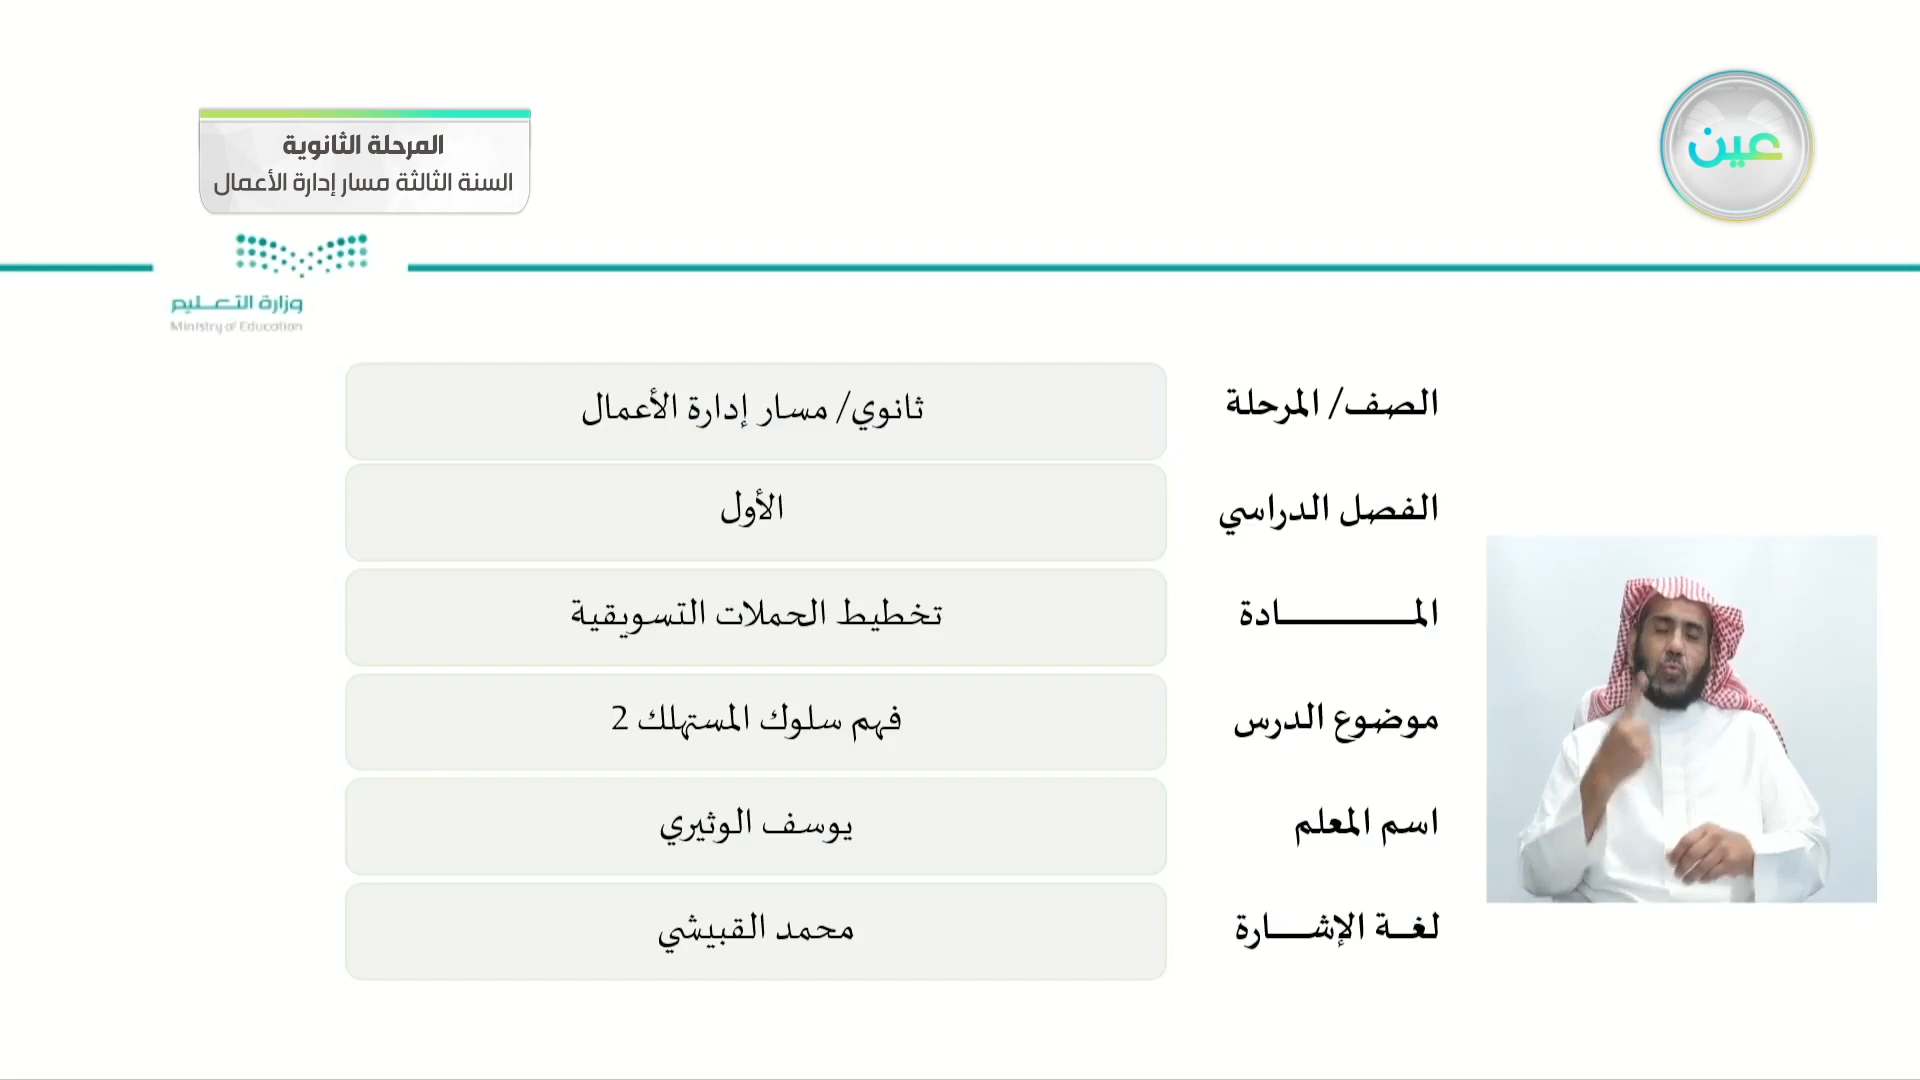 عين
المرحلة الثانوية
السنة الثالثة مسار إدارة الأعمال
وزارة التعليم
Ministry of Education
الصف/ المرحلة
ثانوي/ مسار إدارة الأعمال
الفصل الدراسي
الأول
المـــــــــــادة
تخطيط الحملات التسويقية
موضوع الدرس
فهم سلوك المستهلك 2
اسم المعلم
يوسف الوثيري
لغـة الإشــــارة
محمد القبيشي